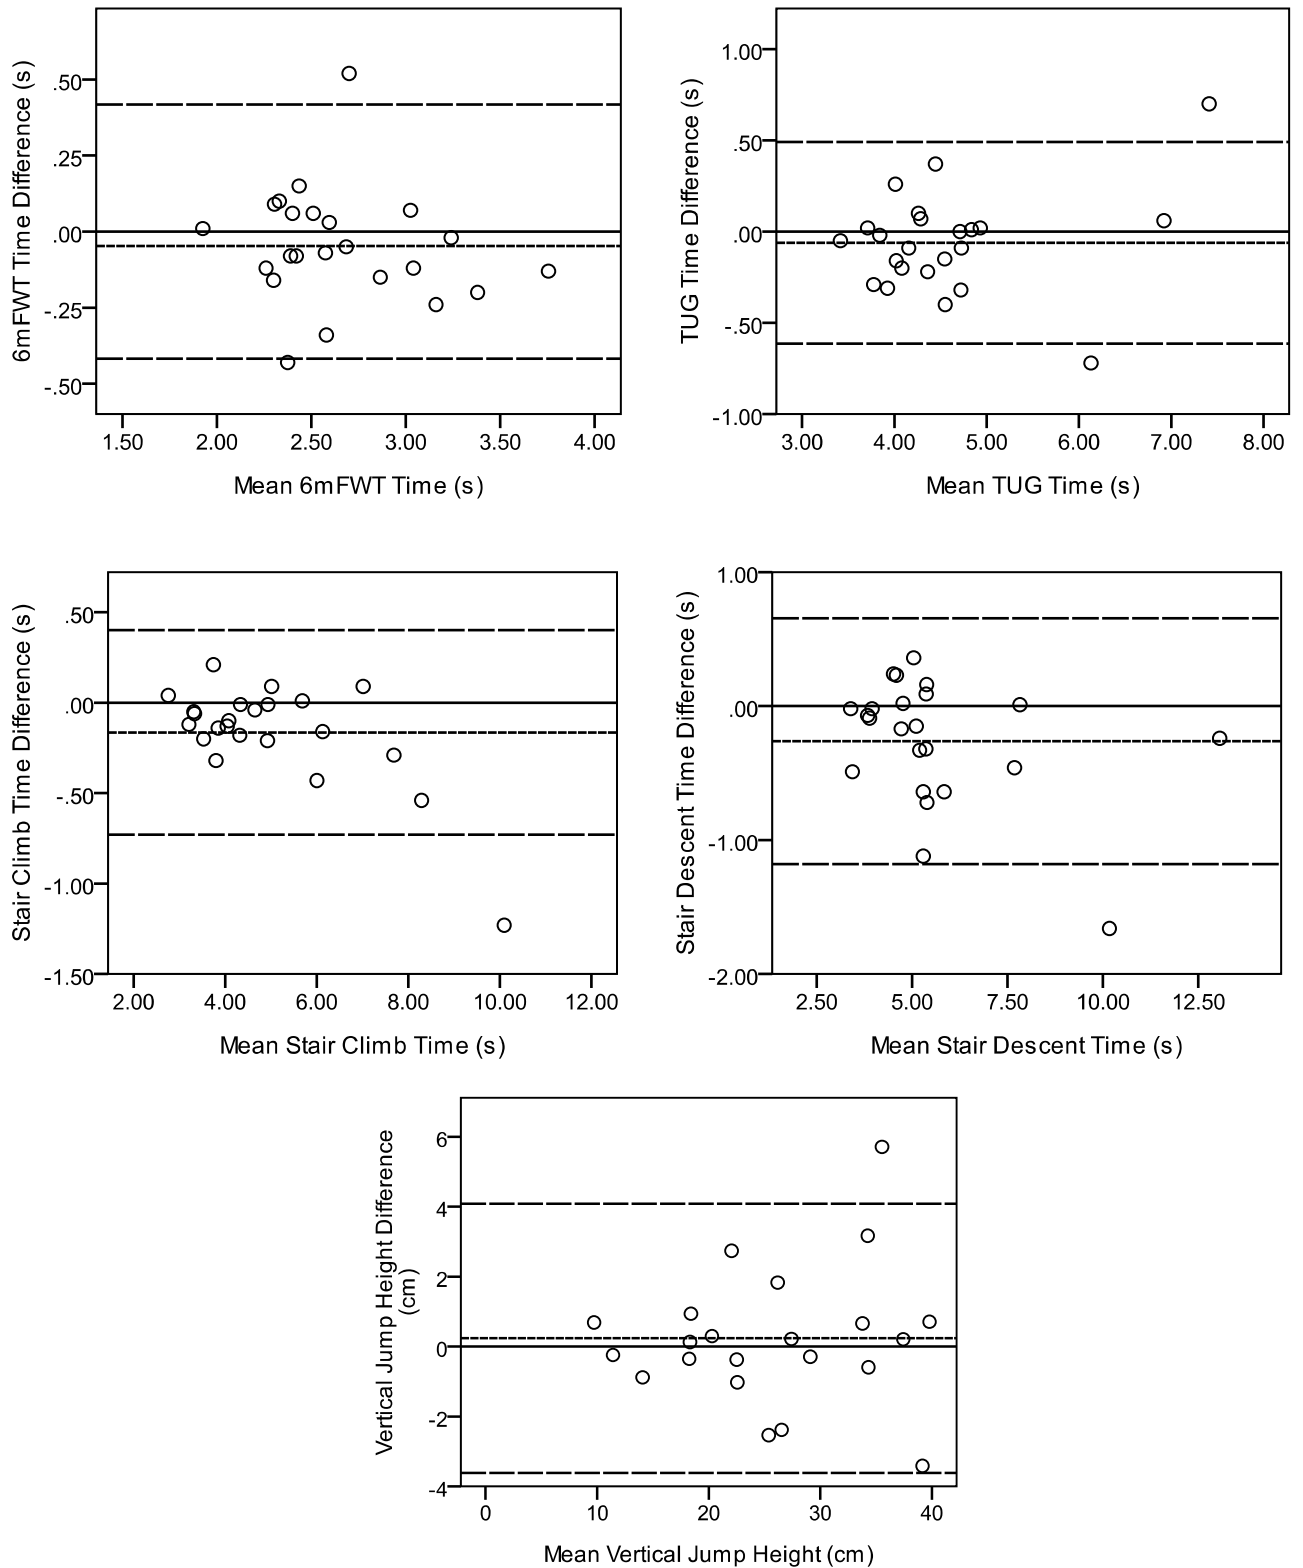 6mFWT Time Difference (s)
.50
.25
.00
-.25
-.50
1.50 2.00 2.50 3.00 3.50 4.00
Mean 6mFWT Time (s)
TUG Time Difference (s)
1.00
.50
.00
-.50
-1.00
3.00 4.00 5.00 6.00 7.00 8.00
Mean TUG Time (s)
Stair Climb Time Difference (s)
.50
.00
-.50
-1.00
-1.50
2.00 4.00 6.00 8.00 10.00 12.00
Mean Stair Climb Time (s)
Stair Descent Time Difference (s)
1.00
.00
-1.00
-2.00
2.50 5.00 7.50 10.00 12.50
Mean Stair Descent Time (s)
Vertical Jump Height Difference
(cm)
6
4
2
0
-2
-4
0 10 20 30 40
Mean Vertical Jump Height (cm)